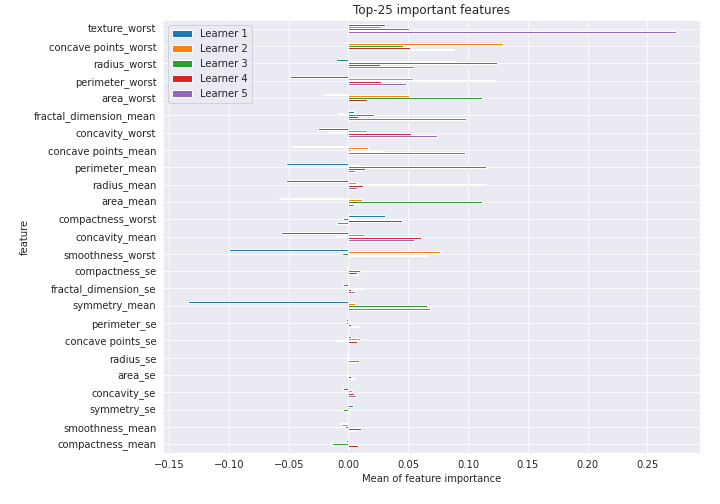 Top-25 important features
Learner 1
Learner 2
Learner 3
Learner 4
Learner 5
feature
texture_worst
concave points_worst
radius_worst
perimeter_worst
area_worst
fractal_dimension_mean
concavity_worst
concave points_mean
perimeter_mean
radius_mean
area_mean
compactness_worst
concavity_mean
smoothness_worst
compactness_se
fractal_dimension_se
symmetry_mean
perimeter_se
concave points_se
radius_se
area_se
concavity_se
symmetry_se
smoothness_mean
compactness_mean
−0.15 −0.10 −0.05 0.00 0.05 0.10 0.15 0.20 0.25
Mean of feature importance